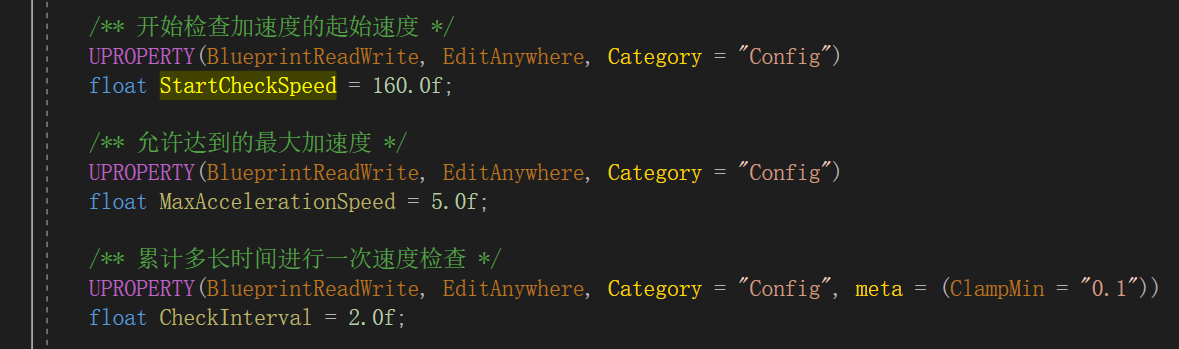 /** 开始检查加速度的起始速度 */
UPROPERTY(BlueprintReadWrite, EditAnywhere, Category = "Config")
float StartCheckSpeed = 160.0f;
/** 允许达到的最大加速度 */
UPROPERTY(BlueprintReadWrite, EditAnywhere, Category = "Config")
float MaxAccelerationSpeed = 5.0f;
/** 累计多长时间进行一次速度检查 */
UPROPERTY(BlueprintReadWrite, EditAnywhere, Category = "Config", meta = (ClampMin = "0.1"))
float CheckInterval = 2.0f;